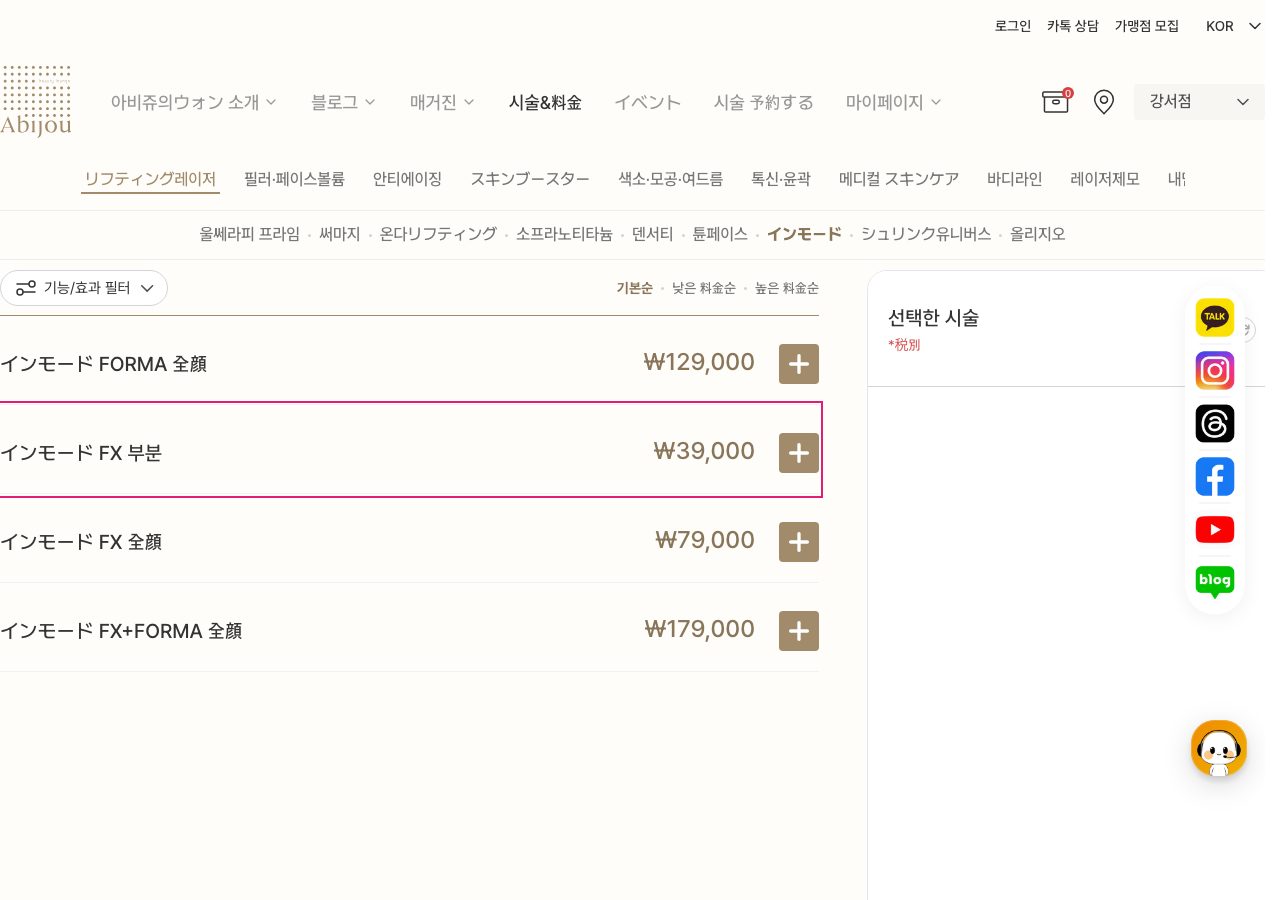 로그인 카톡 상담 가맹점 모집 KOR
Abijou
아비쥬의원 소개 블로그 매거진 시술&料金 イベント 시술 予約する 마이페이지 0 강서점
リフティングレイザ 필러·페이스볼륨 안티에이징 スキンブースター 색소·모공·여드름 톡신·윤곽 메디컬 スキンケア 바디라인 레이저제모
울쎄라피 프라임 · 써마지 · 온다リフティング · 소프라노티타늄 · 덴서티 · 튠페이스 · インモード · シュリンク유니버스 · 올리지오
기능/효과 필터 기본순 · 낮은 料金순 · 높은 料金순
선택한 시술
*税別
インモード FORMA 全顔 ₩129,000
インモード FX 부분 ₩39,000
インモード FX 全顔 ₩79,000
インモード FX+FORMA 全顔 ₩179,000
TALK
blog